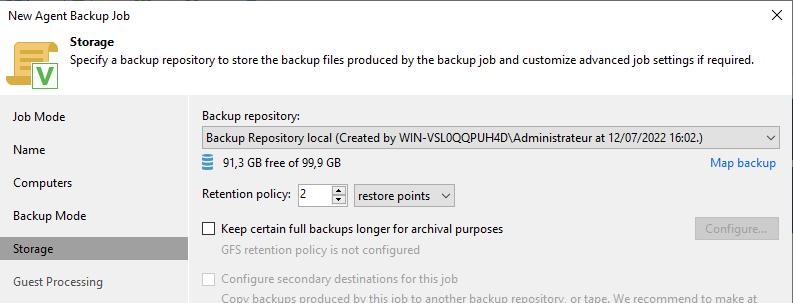 New Agent Backup Job
Storage
Specify a backup repository to store the backup files produced by the backup job and customize advanced job settings if required.
V
Job Mode
Name
Computers
Backup Mode
Storage
Guest Processing
Backup repository:
Backup Repository local (Created by WIN-VSL0QQPUH4D\Administrateur at 12/07/2022 16:02.)
91,3 GB free of 99,9 GB
Map backup
Retention policy: 2 restore points
Keep certain full backups longer for archival purposes
Configure...
GFS retention policy is not configured
Configure secondary destinations for this job
Copy backups produced by this job to another backup repository, or tape. We recommend to make at